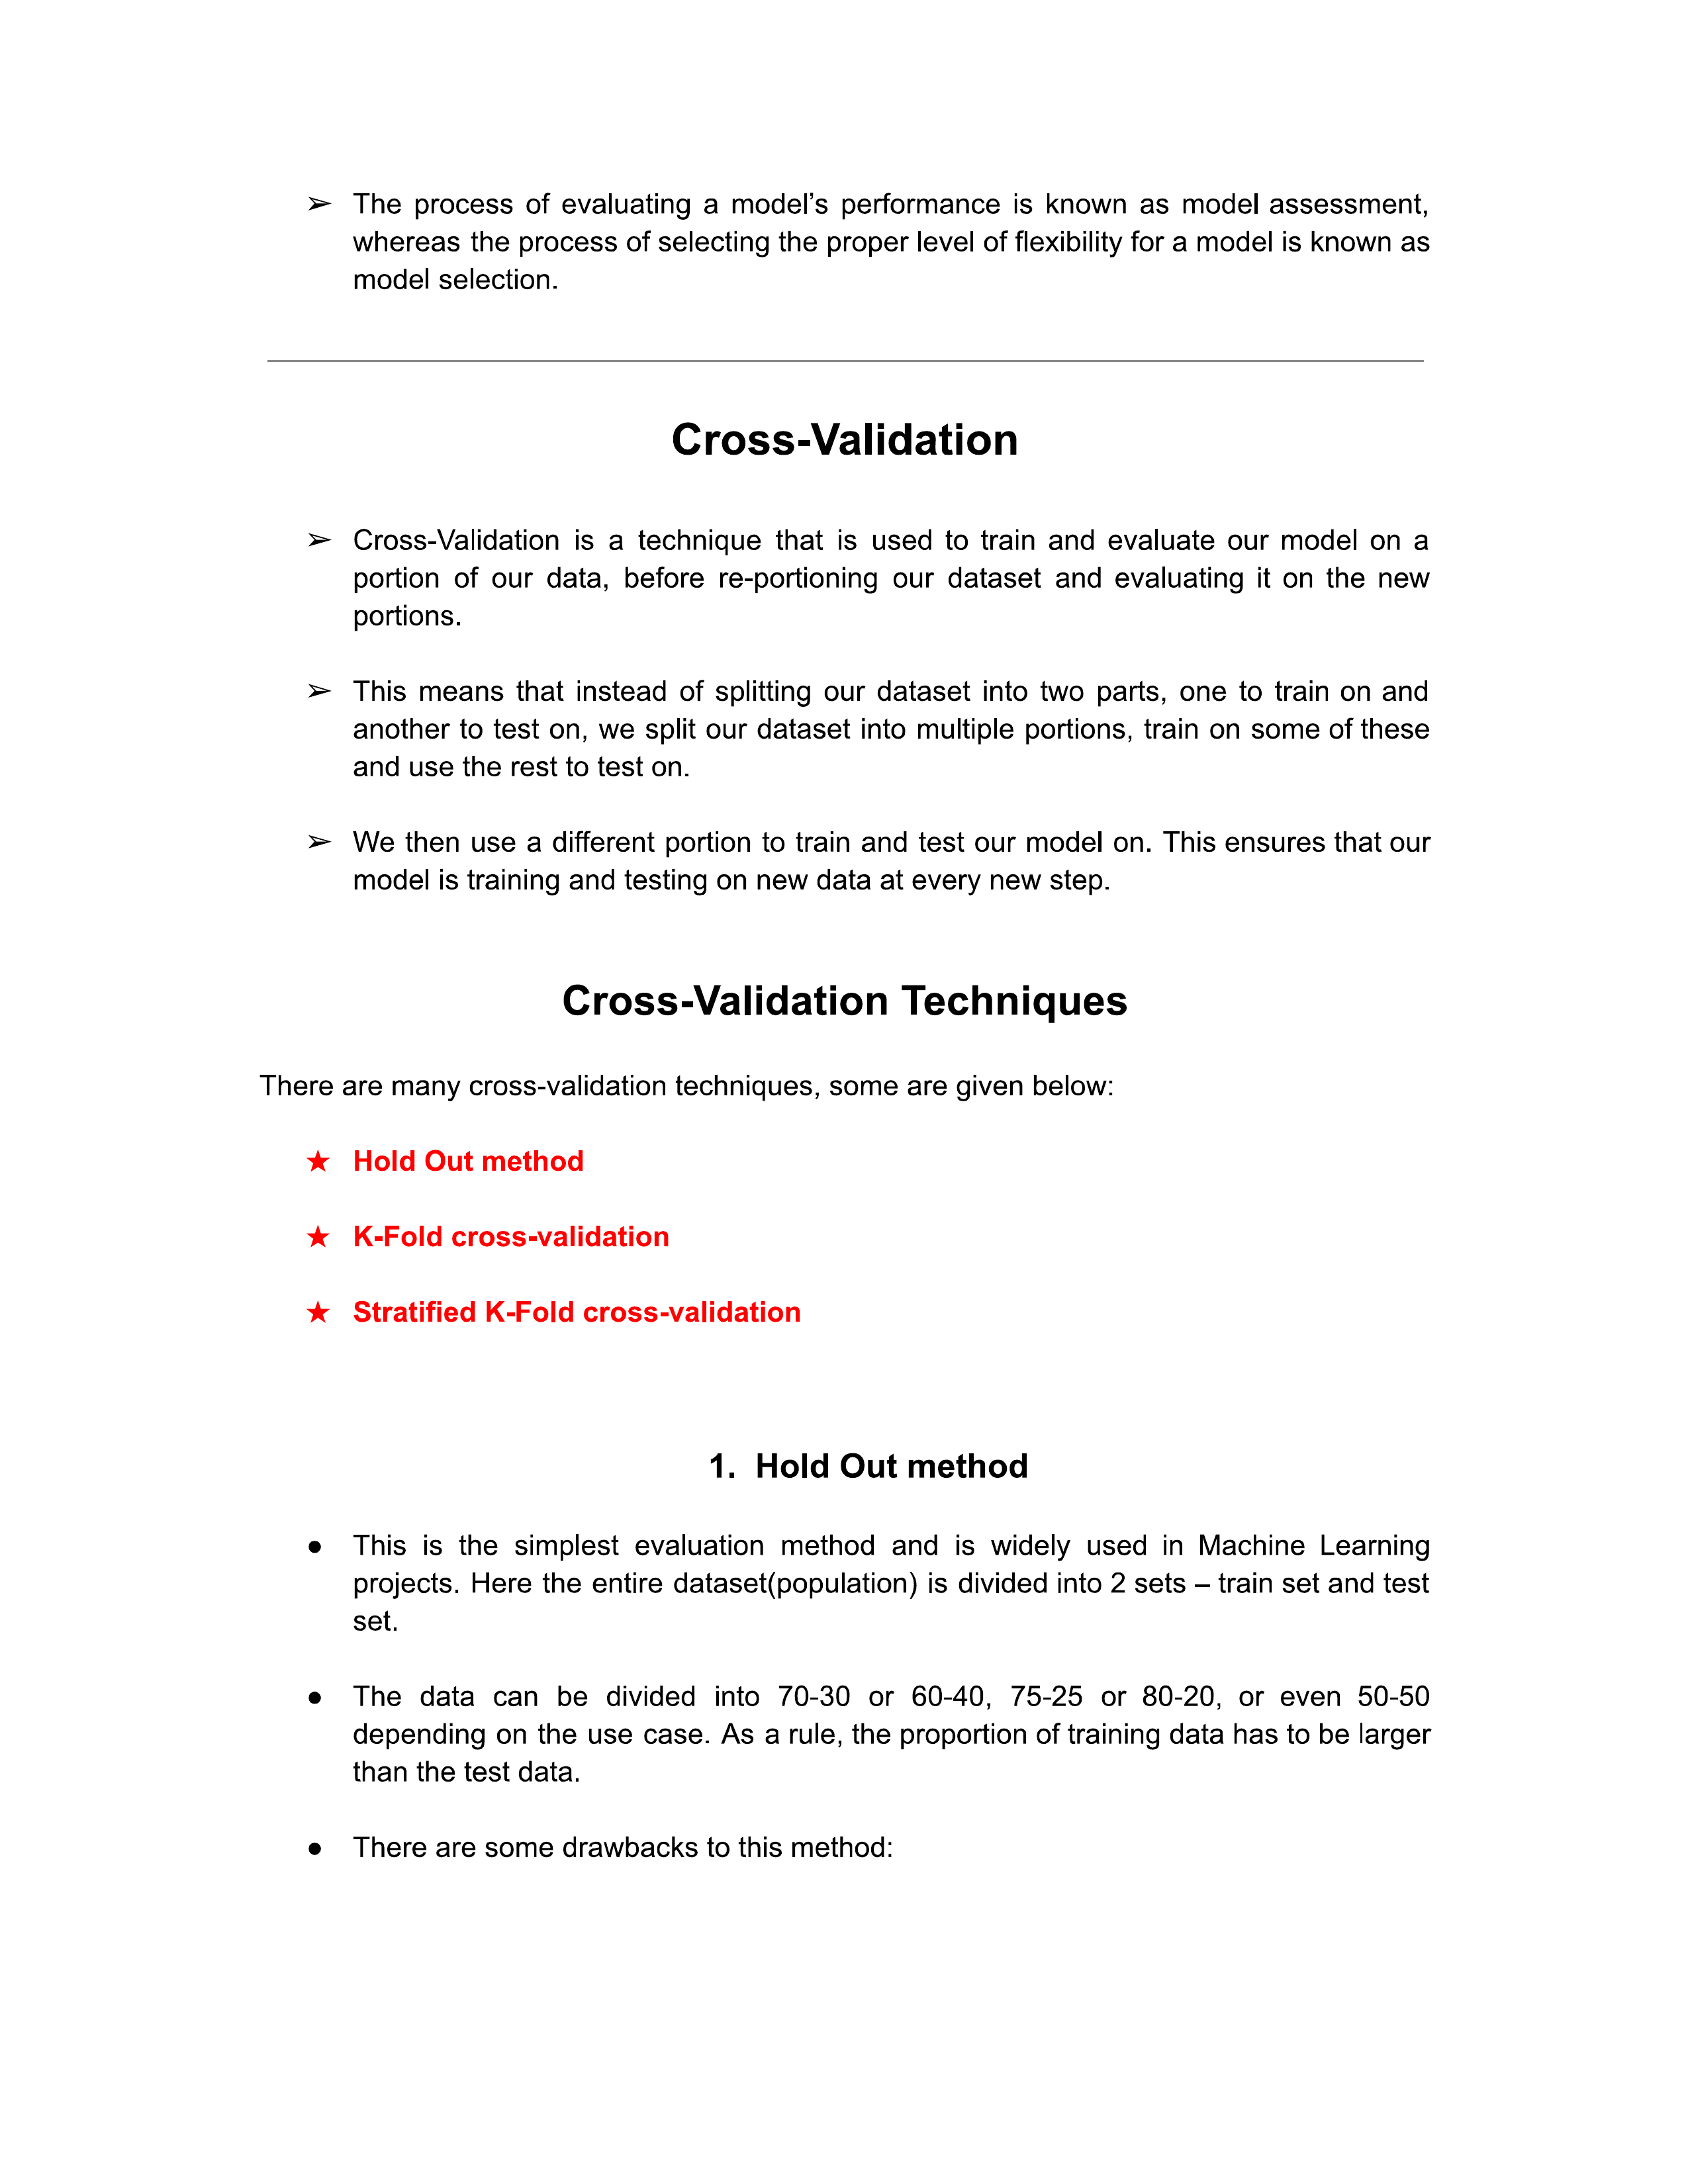 ➢ The process of evaluating a model’s performance is known as model assessment,
whereas the process of selecting the proper level of flexibility for a model is known as
model selection.
Cross-Validation
➢ Cross-Validation is a technique that is used to train and evaluate our model on a
portion of our data, before re-portioning our dataset and evaluating it on the new
portions.
➢ This means that instead of splitting our dataset into two parts, one to train on and
another to test on, we split our dataset into multiple portions, train on some of these
and use the rest to test on.
➢ We then use a different portion to train and test our model on. This ensures that our
model is training and testing on new data at every new step.
Cross-Validation Techniques
There are many cross-validation techniques, some are given below:
★ Hold Out method
★ K-Fold cross-validation
★ Stratified K-Fold cross-validation
1. Hold Out method
● This is the simplest evaluation method and is widely used in Machine Learning
projects. Here the entire dataset(population) is divided into 2 sets – train set and test
set.
● The data can be divided into 70-30 or 60-40, 75-25 or 80-20, or even 50-50
depending on the use case. As a rule, the proportion of training data has to be larger
than the test data.
● There are some drawbacks to this method: